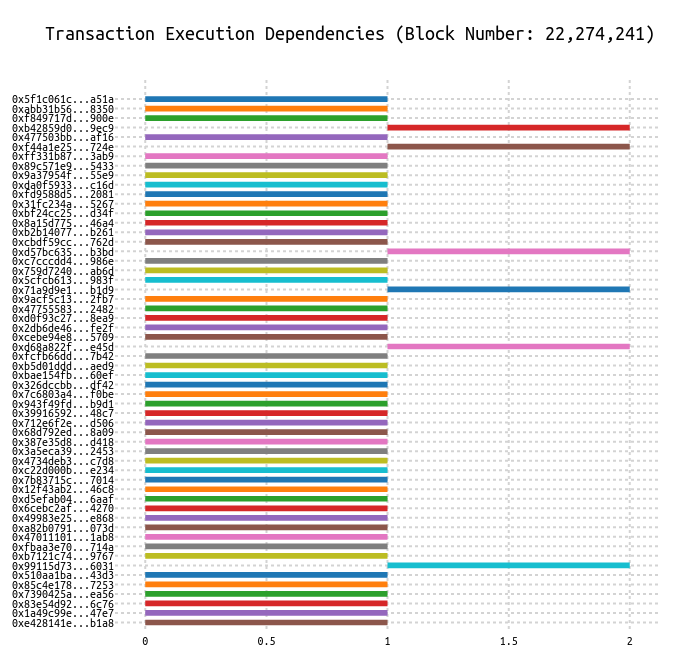 Transaction Execution Dependencies (Block Number: 22,274,241)
0x5f1c061c...a51a
0xabb31b56...8350
0xf849717d...900e
0xb42859d0...9ec9
0x477503bb...af16
0xf44a1e25...724e
0xff331b87...3ab9
0x89c571e9...5433
0x9a37954f...55e9
0xda0f5933...c16d
0xfd9588d5...2081
0x31fc234a...5267
0xbf24cc25...d34f
0x8a15d775...46a4
0xb2b14077...b261
0xcbdf59cc...762d
0xd57bc635...b3bd
0xc7cccdd4...986e
0x759d7240...ab6d
0x5cfcb613...983f
0x71a9d9e1...b1d9
0x9acf5c13...2fb7
0x47755583...2482
0xd0f93c27...8ea9
0x2db6de46...fe2f
0xcebe94e8...5709
0xd68a822f...e45d
0xfcfb66dd...7b42
0xb5d01ddd...aed9
0xbae154fb...60ef
0x326dccbb...df42
0x7c6803a4...f0be
0x943f49fd...b9d1
0x39916592...48c7
0x712e6f2e...d506
0x68d792ed...8a09
0x387e35d8...d418
0x3a5eca39...2453
0x4734deb3...c7d8
0xc22d000b...e234
0x7b83715c...7014
0x12f43ab2...46c8
0xd5efab04...6aaf
0x6cebc2af...4270
0x49983e25...e868
0xa82b0791...073d
0x47011101...1ab8
0xfbaa3e70...714a
0xb7121c74...9767
0x99115d73...6031
0x510aa1ba...43d3
0x85c4e178...7253
0x7390425a...ea56
0x83e54d92...6c76
0x1a49c99e...47e7
0xe428141e...b1a8
0 0.5 1 1.5 2